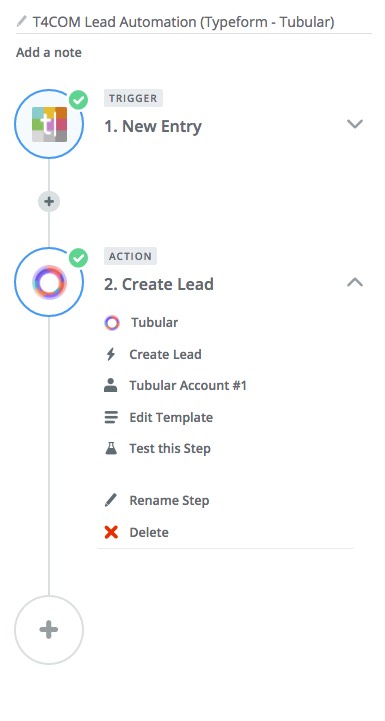 T4COM Lead Automation (Typeform - Tubular)
Add a note
TRIGGER
1. New Entry
ACTION
2. Create Lead
Tubular
Create Lead
Tubular Account #1
Edit Template
Test this Step
Rename Step
Delete